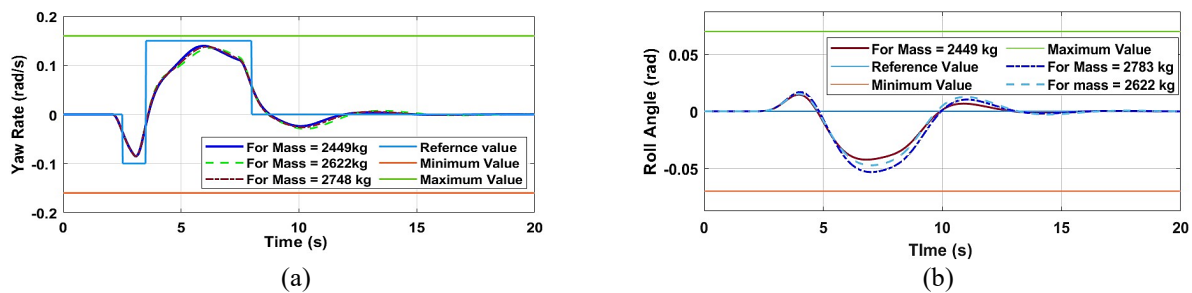 0.2
0.1
0
-0.1
-0.2
Yaw Rate (rad/s)
For Mass = 2449kg
For Mass = 2622kg
For Mass = 2748 kg
Refernce value
Minimum Value
Maximum Value
0 5 10 15 20
Time (s)
(a)
0.05
0
-0.05
Roll Angle (rad)
For Mass = 2449 kg
Reference Value
Minimum Value
Maximum Value
For Mass = 2783 kg
For mass = 2622 kg
0 5 10 15 20
TIme (s)
(b)